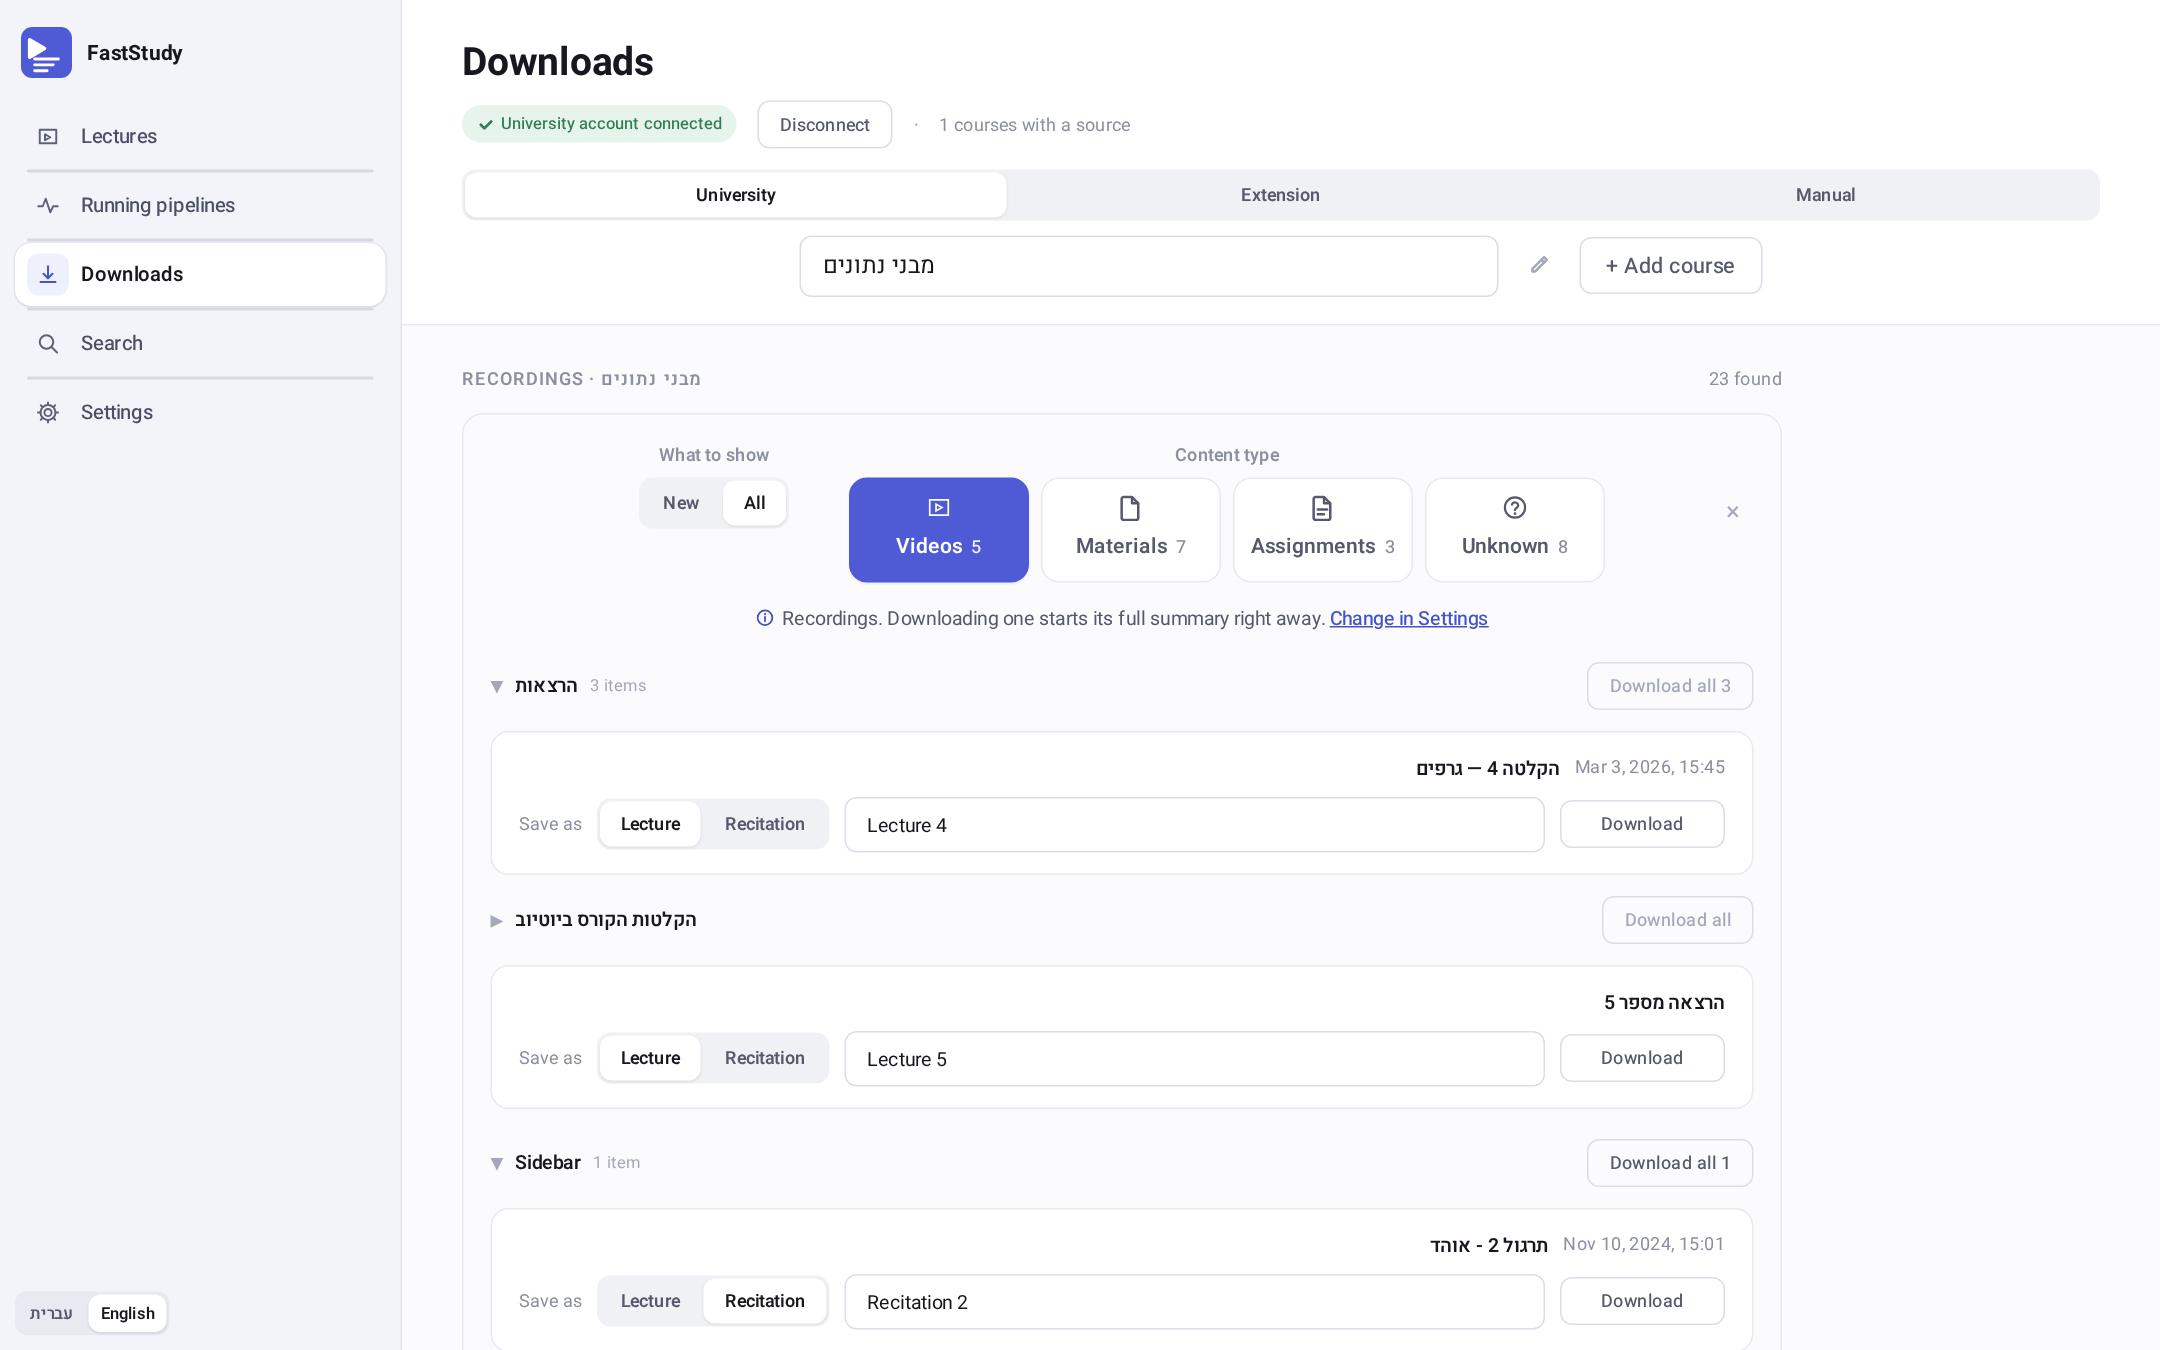 FastStudy
Lectures
Running pipelines
Downloads
Search
Settings
עברית English
Downloads
University account connected Disconnect · 1 courses with a source
University Extension Manual
מבני נתונים + Add course
RECORDINGS · מבני נתונים 23 found
What to show Content type
New All
Videos 5 Materials 7 Assignments 3 Unknown 8
Recordings. Downloading one starts its full summary right away. Change in Settings
הרצאות 3 items Download all 3
הקלטה 4 — גרפים Mar 3, 2026, 15:45
Save as Lecture Recitation Lecture 4 Download
הקלטות הקורס ביוטיוב Download all
הרצאה מספר 5
Save as Lecture Recitation Lecture 5 Download
Sidebar 1 item Download all 1
תרגול 2 - אוהד Nov 10, 2024, 15:01
Save as Lecture Recitation Recitation 2 Download